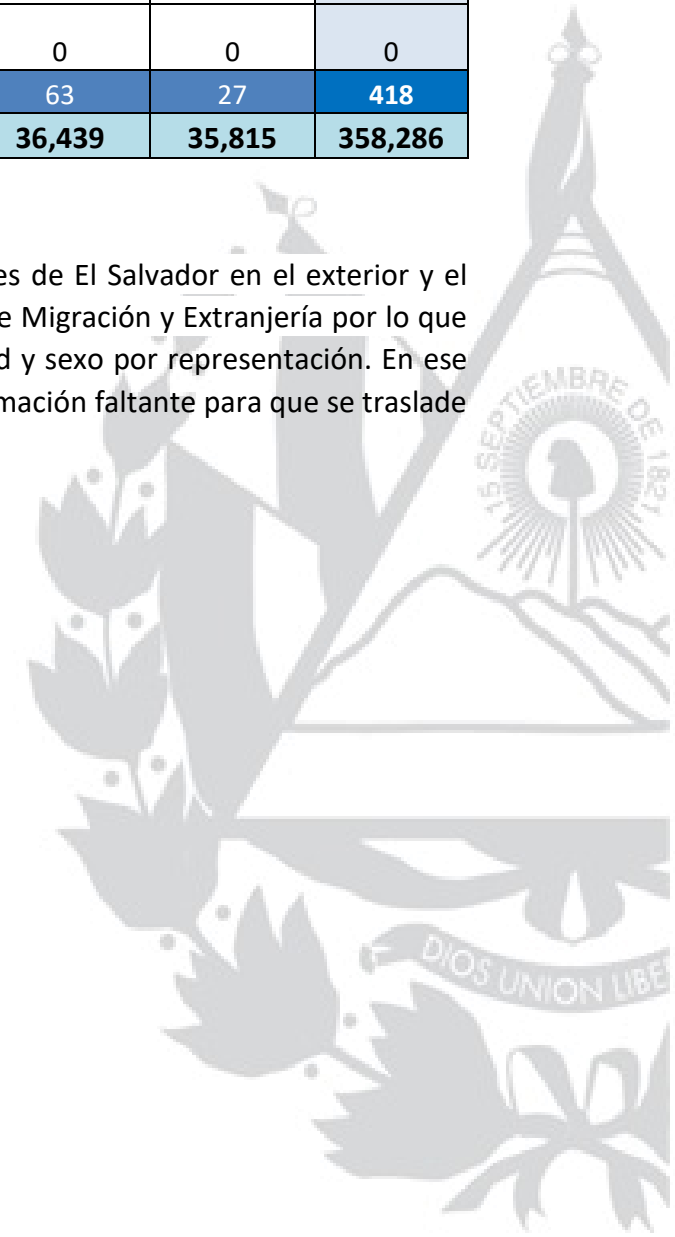 0 0 0
63 27 418
36,439 35,815 358,286
es de El Salvador en el exterior y el
e Migración y Extranjería por lo que
d y sexo por representación. En ese
mación faltante para que se traslade
15 SEPTIEMBRE DE 1821
DIOS UNION LIBE